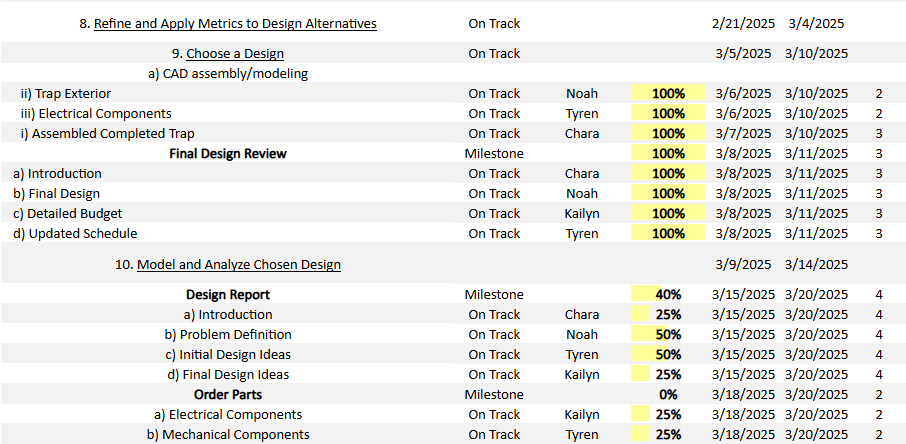 8. Refine and Apply Metrics to Design Alternatives On Track 2/21/2025 3/4/2025
9. Choose a Design On Track 3/5/2025 3/10/2025
a) CAD assembly/modeling
ii) Trap Exterior On Track Noah 100% 3/6/2025 3/10/2025 2
iii) Electrical Components On Track Tyren 100% 3/6/2025 3/10/2025 2
i) Assembled Completed Trap On Track Chara 100% 3/7/2025 3/10/2025 3
Final Design Review Milestone 100% 3/8/2025 3/11/2025 3
a) Introduction On Track Chara 100% 3/8/2025 3/11/2025 3
b) Final Design On Track Noah 100% 3/8/2025 3/11/2025 3
c) Detailed Budget On Track Kailyn 100% 3/8/2025 3/11/2025 3
d) Updated Schedule On Track Tyren 100% 3/8/2025 3/11/2025 3
10. Model and Analyze Chosen Design 3/9/2025 3/14/2025
Design Report Milestone 40% 3/15/2025 3/20/2025 4
a) Introduction On Track Chara 25% 3/15/2025 3/20/2025 4
b) Problem Definition On Track Noah 50% 3/15/2025 3/20/2025 4
c) Initial Design Ideas On Track Tyren 50% 3/15/2025 3/20/2025 4
d) Final Design Ideas On Track Kailyn 25% 3/15/2025 3/20/2025 4
Order Parts Milestone 0% 3/18/2025 3/20/2025 2
a) Electrical Components On Track Kailyn 25% 3/18/2025 3/20/2025 2
b) Mechanical Components On Track Tyren 25% 3/18/2025 3/20/2025 2